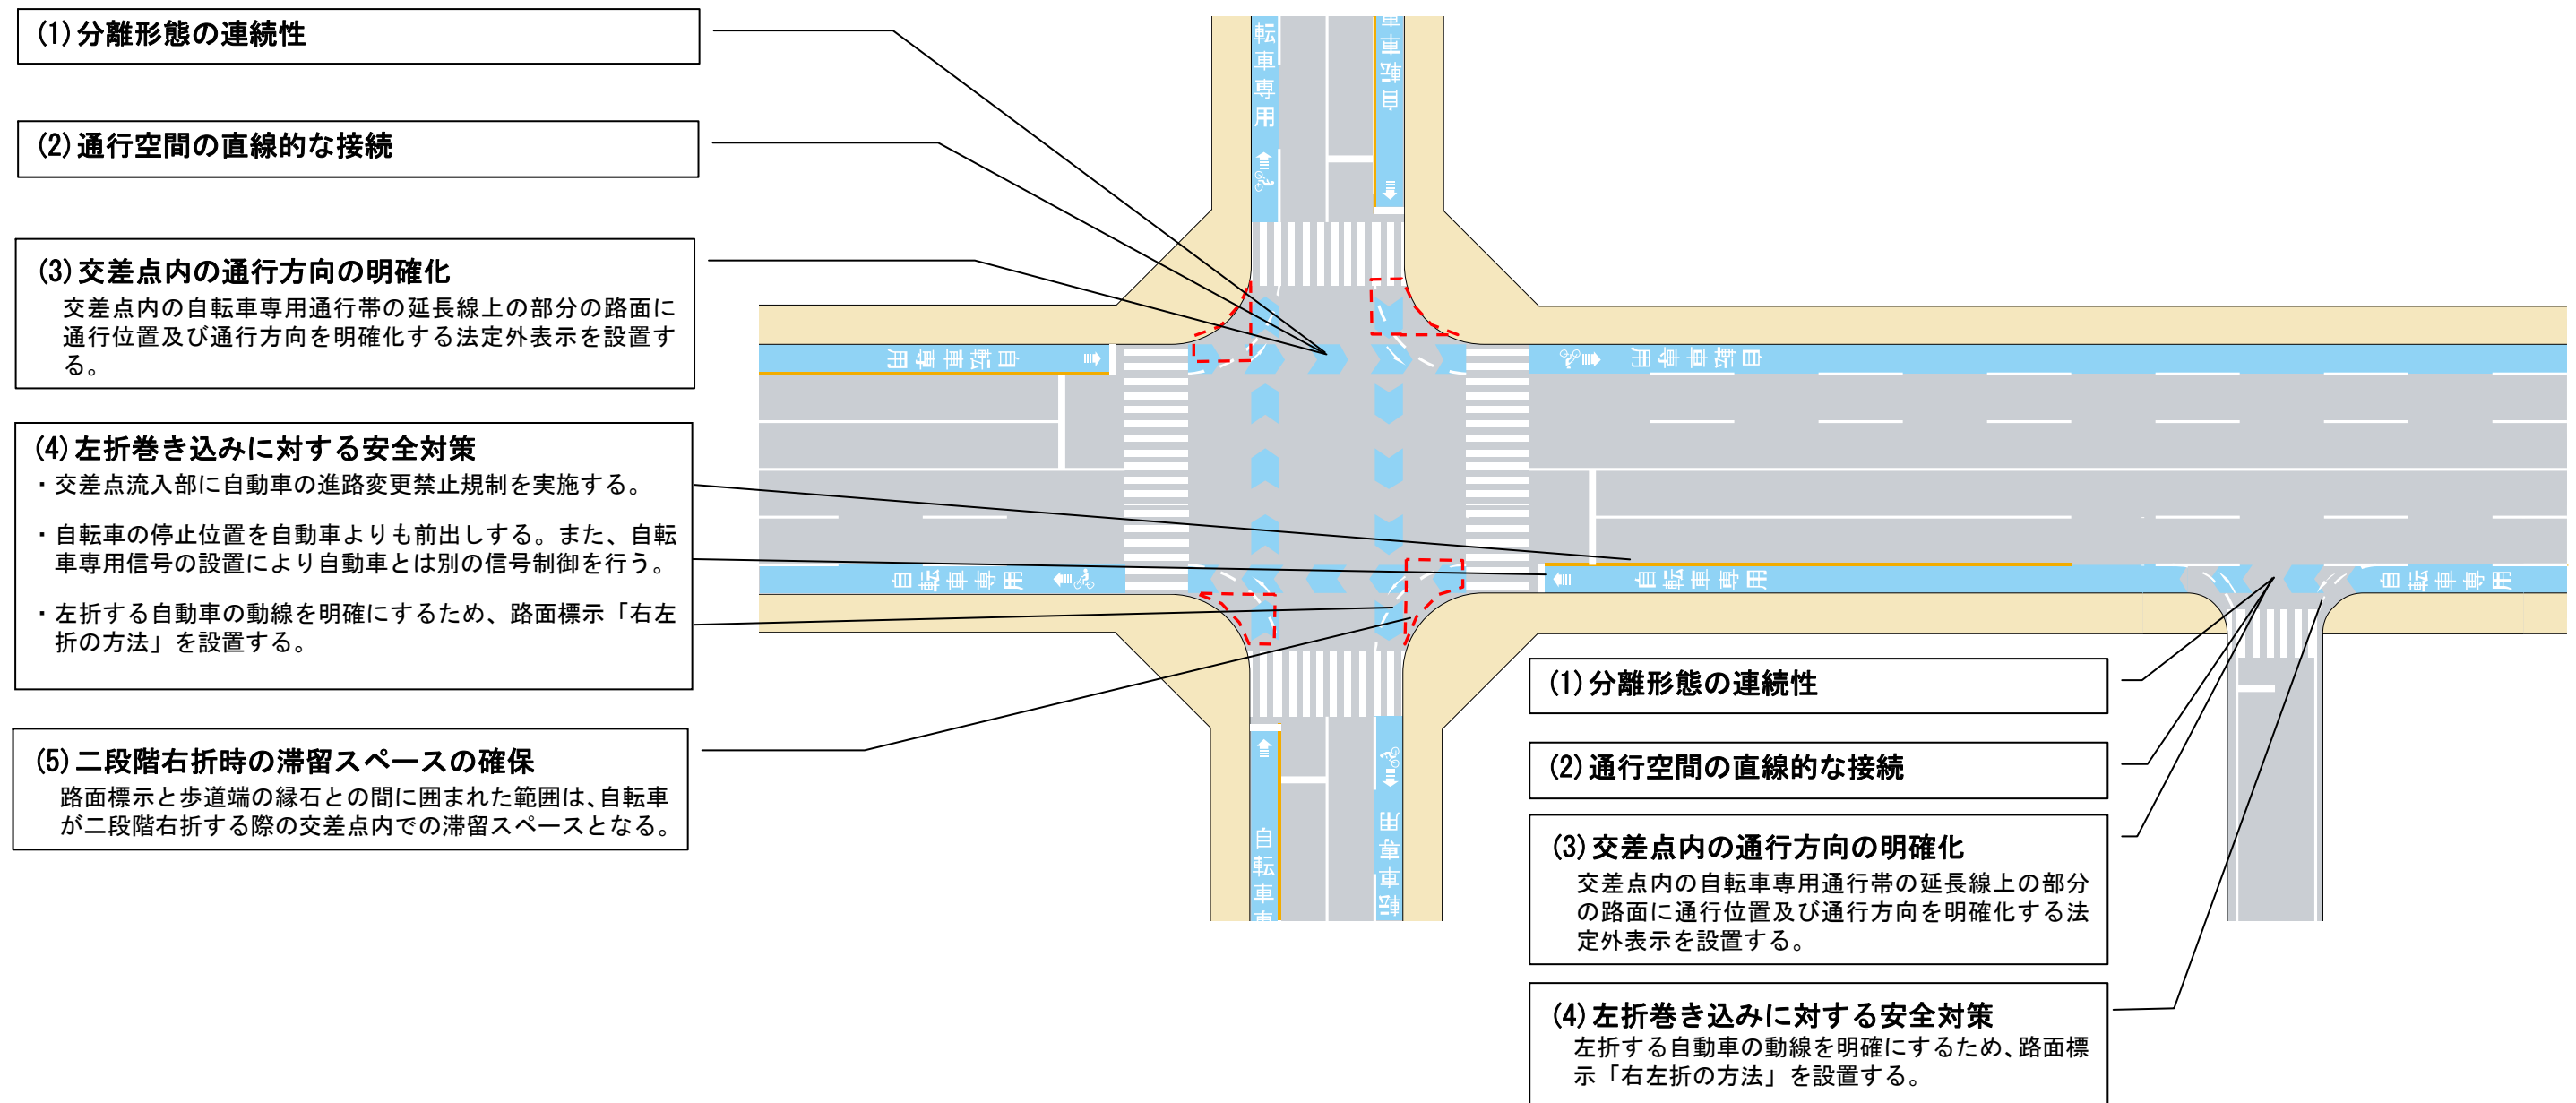 (1)分離形態の連続性
(2)通行空間の直線的な接続
(3)交差点内の通行方向の明確化
交差点内の自転車専用通行帯の延長線上の部分の路面に
通行位置及び通行方向を明確化する法定外表示を設置す
る。
(4)左折巻き込みに対する安全対策
・交差点流入部に自動車の進路変更禁止規制を実施する。
・自転車の停止位置を自動車よりも前出しする。また、自転
車専用信号の設置により自動車とは別の信号制御を行う。
・左折する自動車の動線を明確にするため、路面標示「右左
折の方法」を設置する。
(5)二段階右折時の滞留スペースの確保
路面標示と歩道端の縁石との間に囲まれた範囲は、自転車
が二段階右折する際の交差点内での滞留スペースとなる。
転車専用
自転車車
自転車専用
自転車専用
自転車専用
自転車専用
自転車専用
自転車専
転車専用
(1)分離形態の連続性
(2)通行空間の直線的な接続
(3)交差点内の通行方向の明確化
交差点内の自転車専用通行帯の延長線上の部分
の路面に通行位置及び通行方向を明確化する法
定外表示を設置する。
(4)左折巻き込みに対する安全対策
左折する自動車の動線を明確にするため、路面標
示「右左折の方法」を設置する。